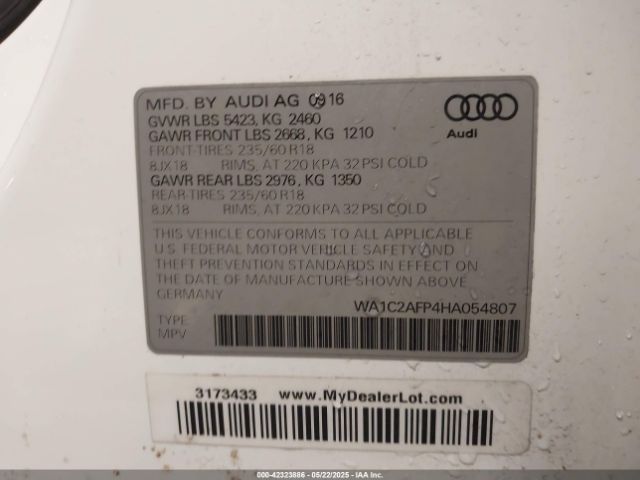 MFD. BY AUDI AG 09 16
GVWR LBS 5423, KG 2460
GAWR FRONT LBS 2668, KG 1210
FRONT-TIRES 235/60 R18
8JX18 RIMS, AT 220 KPA 32 PSI COLD
GAWR REAR LBS 2976, KG 1350
REAR-TIRES 235/60 R18
8JX18 RIMS, AT 220 KPA 32 PSI COLD
Audi
THIS VEHICLE CONFORMS TO ALL APPLICABLE
U.S. FEDERAL MOTOR VEHICLE SAFETY AND
THEFT PREVENTION STANDARDS IN EFFECT ON
THE DATE OF MANUFACTURE SHOWN ABOVE
GERMANY
WA1C2AFP4HA054807
TYPE
MPV
3173433 www.MyDealerLot.com
000-42323886 - 05/22/2025 - IAA Inc.